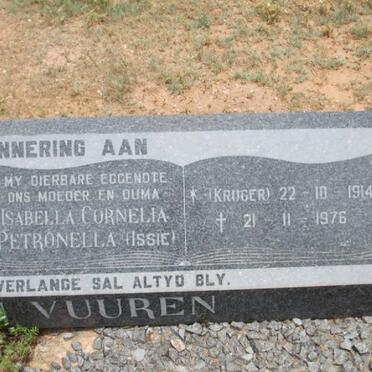 NNERING AAN
MY DIERBARE EGGENOTE
ONS MOEDER EN OUMA
ISABELLA CORNELIA
PETRONELLA (ISSIE)
* (KRUGER) 22 - 10 - 1914
† 21 - 11 - 1976
VERLANGE SAL ALTYD BLY.
VUUREN